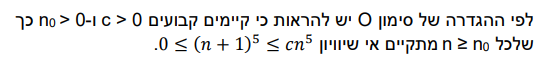 לפי ההגדרה של סימון O יש להראות כי קיימים קבועים c > 0 ו-n₀ > 0 כך
שלכל n ≥ n₀ מתקיים אי שיוויון 0 ≤ (n + 1)⁵ ≤ cn⁵.